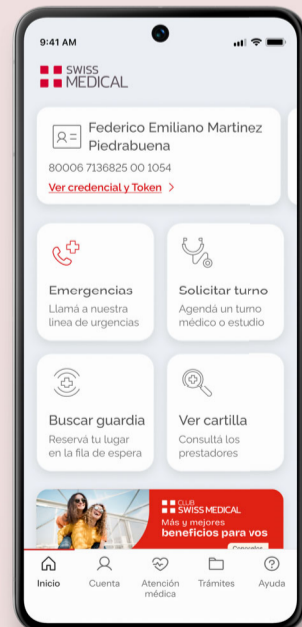 9:41 AM
SWISS
MEDICAL
Federico Emiliano Martinez
Piedrabuena
80006 7136825 00 1054
Ver credencial y Token >
Emergencias
Llamá a nuestra
linea de urgencias
Solicitar turno
Agendá un turno
médico o estudio
Buscar guardia
Reservá tu lugar
en la fila de espera
Ver cartilla
Consultá los
prestadores
CLUB
SWISS MEDICAL
Más y mejores
beneficios para vos
Conocelos
Inicio
Cuenta
Atención
médica
Trámites
Ayuda